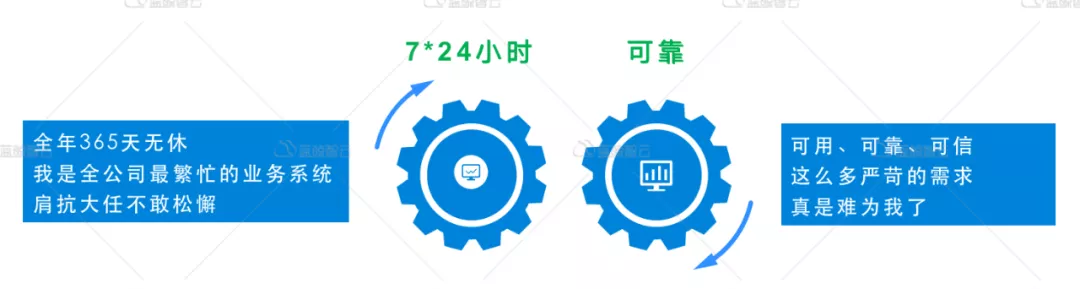 7*24小时
可靠
全年365天无休
我是全公司最繁忙的业务系统
肩抗大任不敢松懈
可用、可靠、可信
这么多严苛的需求
真是难为我了